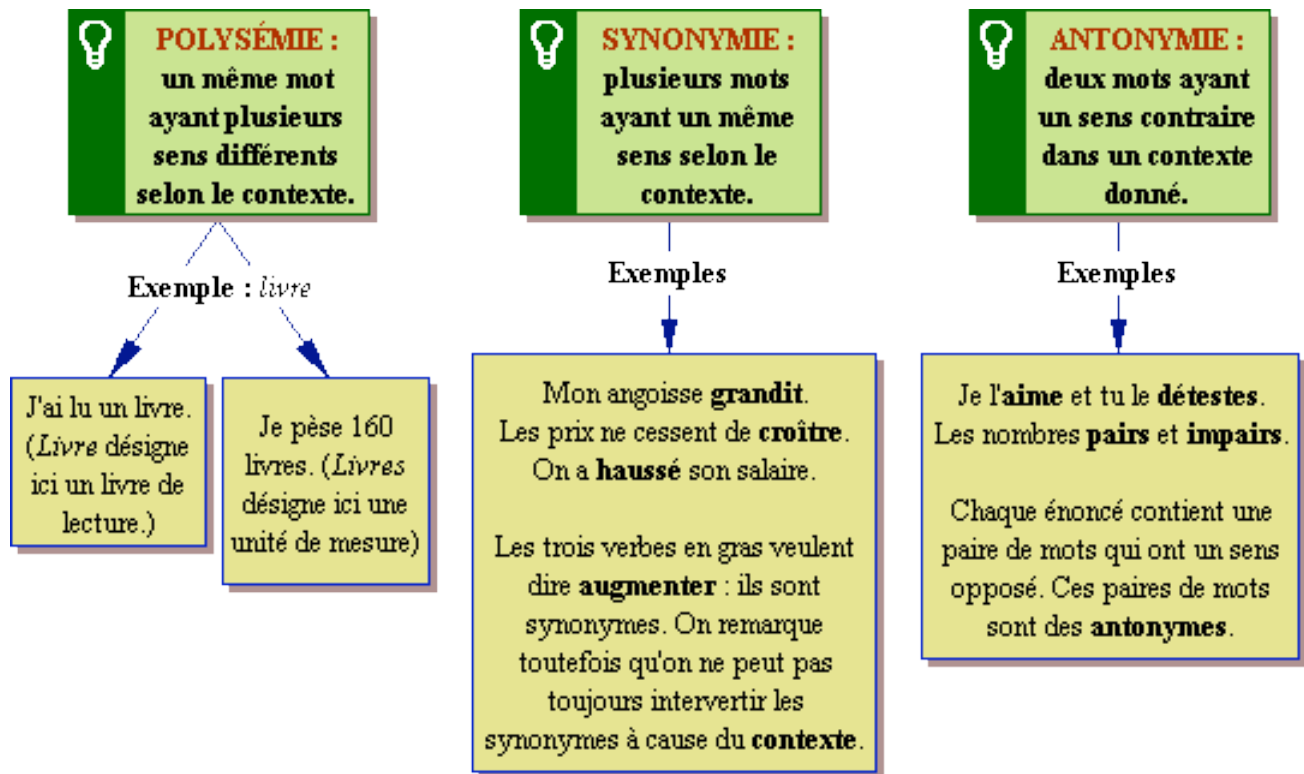 POLYSÉMIE :
un même mot
ayant plusieurs
sens différents
selon le contexte.
Exemple : livre
J'ai lu un livre.
(Livre désigne
ici un livre de
lecture.)
Je pèse 160
livres. (Livres
désigne ici une
unité de mesure)
SYNONYMIE :
plusieurs mots
ayant un même
sens selon le
contexte.
Exemples
Mon angoisse grandit.
Les prix ne cessent de croître.
On a haussé son salaire.
Les trois verbes en gras veulent
dire augmenter : ils sont
synonymes. On remarque
toutefois qu'on ne peut pas
toujours intervertir les
synonymes à cause du contexte.
ANTONYMIE :
deux mots ayant
un sens contraire
dans un contexte
donné.
Exemples
Je l'aime et tu le détestes.
Les nombres pairs et impairs.
Chaque énoncé contient une
paire de mots qui ont un sens
opposé. Ces paires de mots
sont des antonymes.